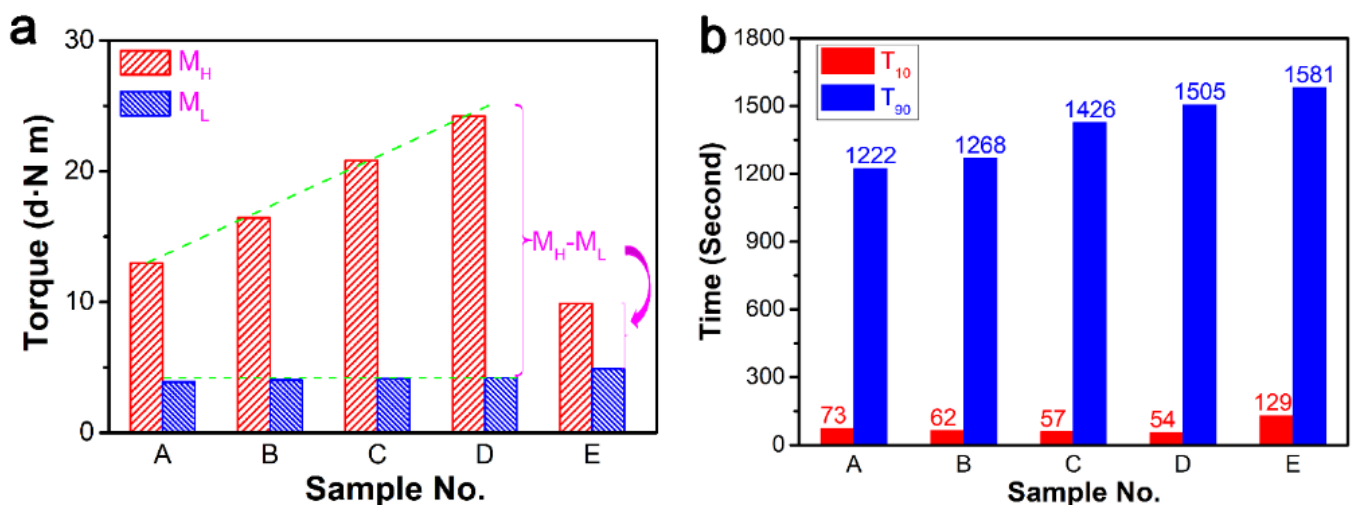 a
30
20
10
0
Torque (d·N m)
M_H
M_L
M_H-M_L
A B C D E
Sample No.
b
1800
1500
1200
900
600
300
0
Time (Second)
T_10
T_90
1222 1268 1426 1505 1581
73 62 57 54 129
A B C D E
Sample No.